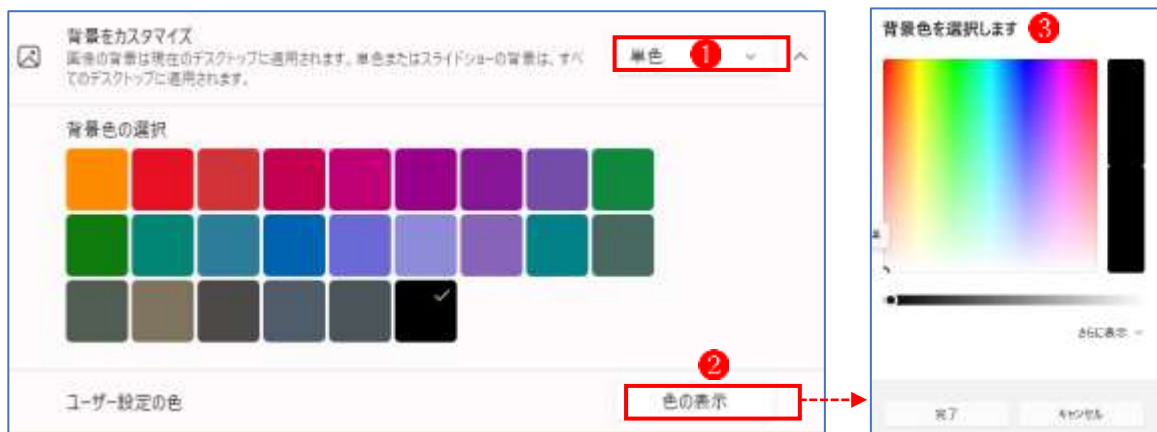 背景をカスタマイズ
画像の背景は現在のデスクトップに適用されます。単色またはスライドショーの背景は、すべ
てのデスクトップに適用されます。
単色
1
背景色の選択
2
ユーザー設定の色
色の表示
背景色を選択します
3
さらに表示
完了
キャンセル